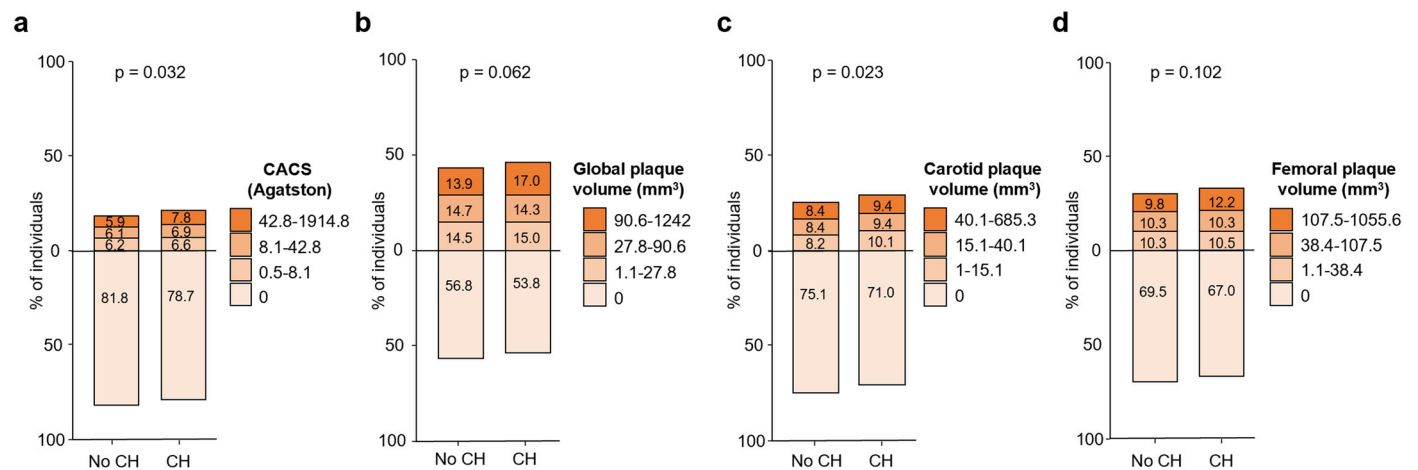 a
100
50
0
50
100
% of individuals
p = 0.032
5.9
6.1
6.2
81.8
7.8
6.9
6.6
78.7
No CH
CH
CACS
(Agatston)
42.8-1914.8
8.1-42.8
0.5-8.1
0
b
100
50
0
50
100
% of individuals
p = 0.062
13.9
14.7
14.5
56.8
17.0
14.3
15.0
53.8
No CH
CH
Global plaque
volume (mm³)
90.6-1242
27.8-90.6
1.1-27.8
0
c
100
50
0
50
100
% of individuals
p = 0.023
8.4
8.4
8.2
75.1
9.4
9.4
10.1
71.0
No CH
CH
Carotid plaque
volume (mm³)
40.1-685.3
15.1-40.1
1-15.1
0
d
100
50
0
50
100
% of individuals
p = 0.102
9.8
10.3
10.3
69.5
12.2
10.3
10.5
67.0
No CH
CH
Femoral plaque
volume (mm³)
107.5-1055.6
38.4-107.5
1.1-38.4
0